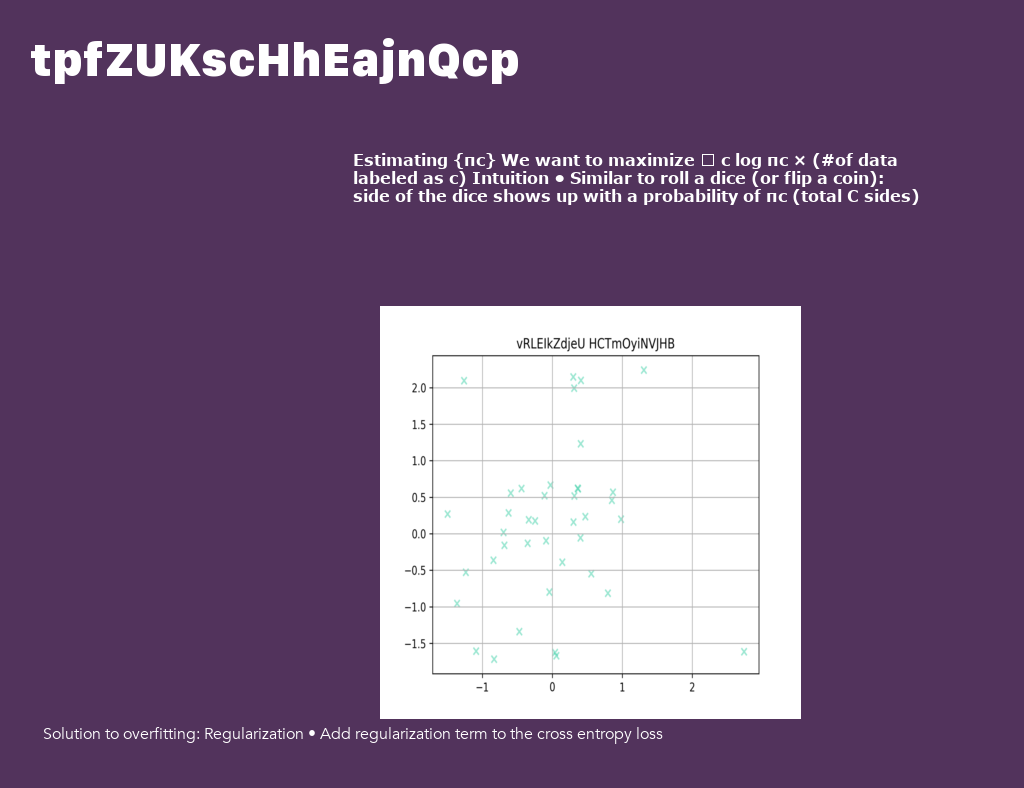 tpfZUKscHhEajnQcp
Estimating {πc} We want to maximize □ c log πc × (#of data
labeled as c) Intuition • Similar to roll a dice (or flip a coin):
side of the dice shows up with a probability of πc (total C sides)
vRLEIkZdjeU HCTmOyiNVJHB
2.0
1.5
1.0
0.5
0.0
−0.5
−1.0
−1.5
−1 0 1 2
Solution to overfitting: Regularization • Add regularization term to the cross entropy loss